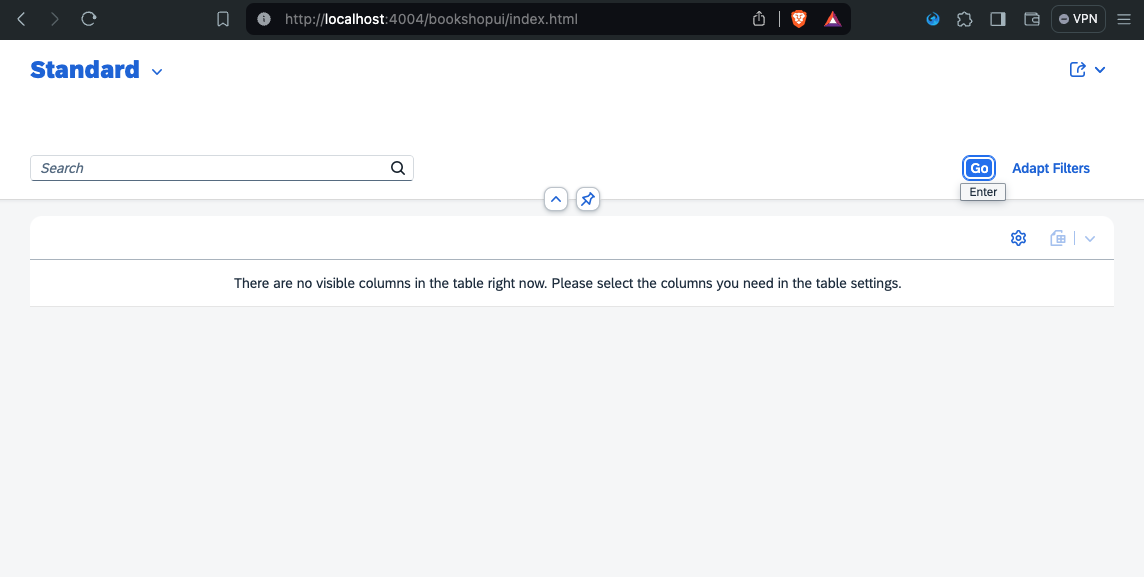 http://localhost:4004/bookshopui/index.html
VPN
Standard
Search
Go
Adapt Filters
Enter
There are no visible columns in the table right now. Please select the columns you need in the table settings.